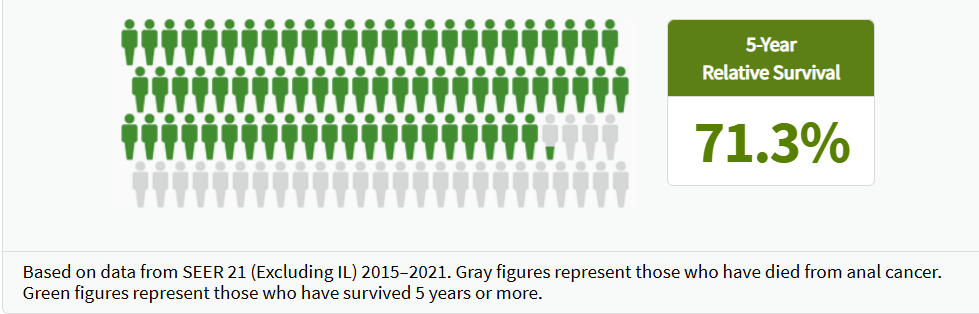 5-Year
Relative Survival
71.3%
Based on data from SEER 21 (Excluding IL) 2015–2021. Gray figures represent those who have died from anal cancer.
Green figures represent those who have survived 5 years or more.